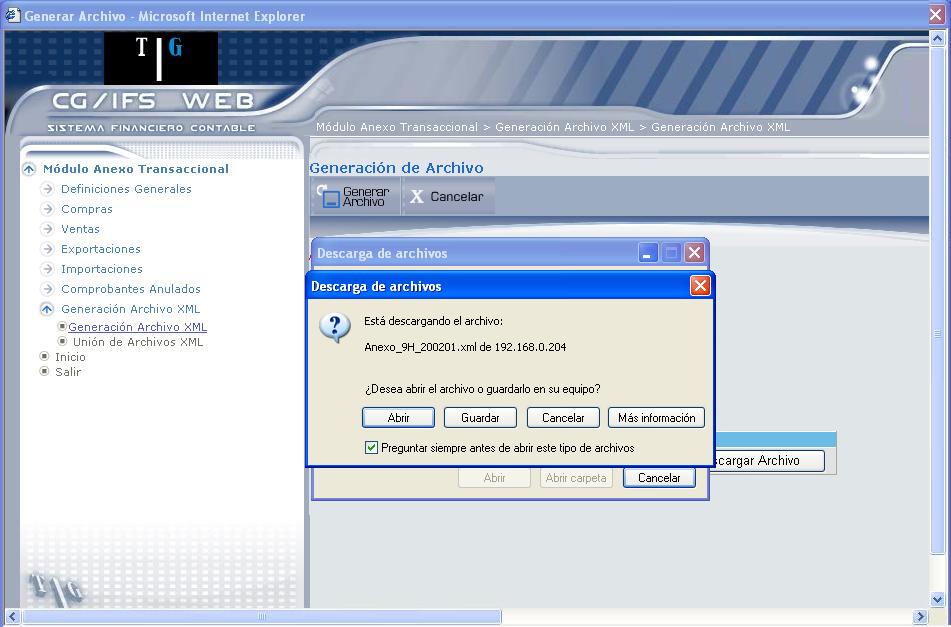 Generar Archivo - Microsoft Internet Explorer
T G
CG/IFS WEB
SISTEMA FINANCIERO CONTABLE
Módulo Anexo Transaccional > Generación Archivo XML > Generación Archivo XML
Módulo Anexo Transaccional
Definiciones Generales
Compras
Ventas
Exportaciones
Importaciones
Comprobantes Anulados
Generación Archivo XML
Generación Archivo XML
Unión de Archivos XML
Inicio
Salir
TIG
Generación de Archivo
Generar
Archivo
X Cancelar
Descarga de archivos
Descarga de archivos
Está descargando el archivo:
Anexo_9H_200201.xml de 192.168.0.204
¿Desea abrir el archivo o guardarlo en su equipo?
Abrir Guardar Cancelar Más información
Preguntar siempre antes de abrir este tipo de archivos
cargar Archivo
Abrir Abrir carpeta Cancelar